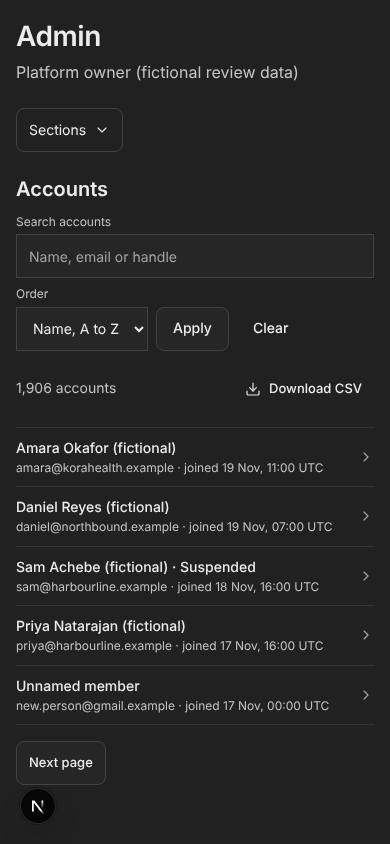 Admin
Platform owner (fictional review data)
Sections
Accounts
Search accounts
Name, email or handle
Order
Name, A to Z
Apply
Clear
1,906 accounts
Download CSV
Amara Okafor (fictional)
amara@korahealth.example · joined 19 Nov, 11:00 UTC
Daniel Reyes (fictional)
daniel@northbound.example · joined 19 Nov, 07:00 UTC
Sam Achebe (fictional) · Suspended
sam@harbourline.example · joined 18 Nov, 16:00 UTC
Priya Natarajan (fictional)
priya@harbourline.example · joined 17 Nov, 16:00 UTC
Unnamed member
new.person@gmail.example · joined 17 Nov, 00:00 UTC
Next page
N